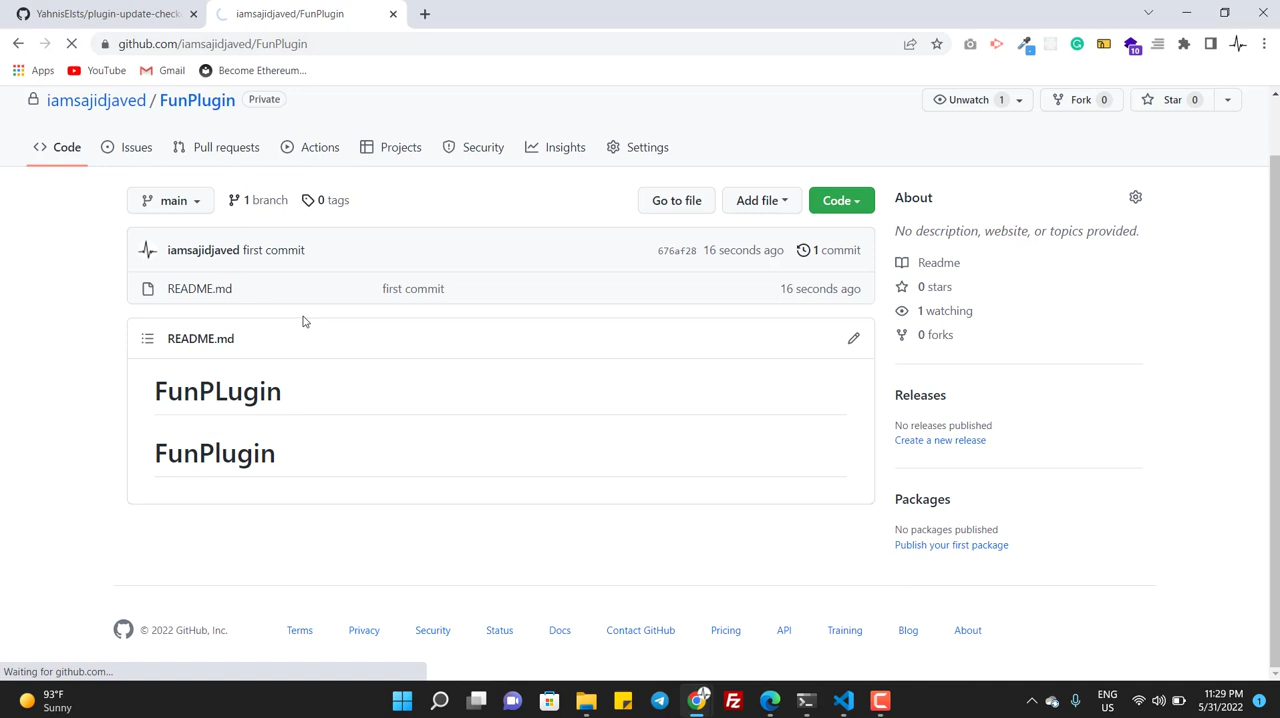 YahnisElsts/plugin-update-check
iamsajidjaved/FunPlugin
github.com/iamsajidjaved/FunPlugin
10
Apps
YouTube
Gmail
Become Ethereum...
iamsajidjaved / FunPlugin Private
Unwatch 1
Fork 0
Star 0
Code
Issues
Pull requests
Actions
Projects
Security
Insights
Settings
main
1 branch
0 tags
Go to file
Add file
Code
iamsajidjaved first commit
676af28 16 seconds ago 1 commit
README.md first commit 16 seconds ago
README.md
FunPLugin
FunPlugin
About
No description, website, or topics provided.
Readme
0 stars
1 watching
0 forks
Releases
No releases published
Create a new release
Packages
No packages published
Publish your first package
© 2022 GitHub, Inc.
Terms
Privacy
Security
Status
Docs
Contact GitHub
Pricing
API
Training
Blog
About
Waiting for github.com...
93°F
Sunny
ENG
US
11:29 PM
5/31/2022
1